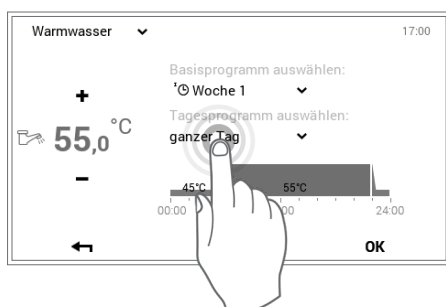 Warmwasser
17:00
Basisprogramm auswählen:
Woche 1
+
Tagesprogramm auswählen:
55,0 °C
ganzer Tag
−
45°C 55°C
00:00 24:00
OK